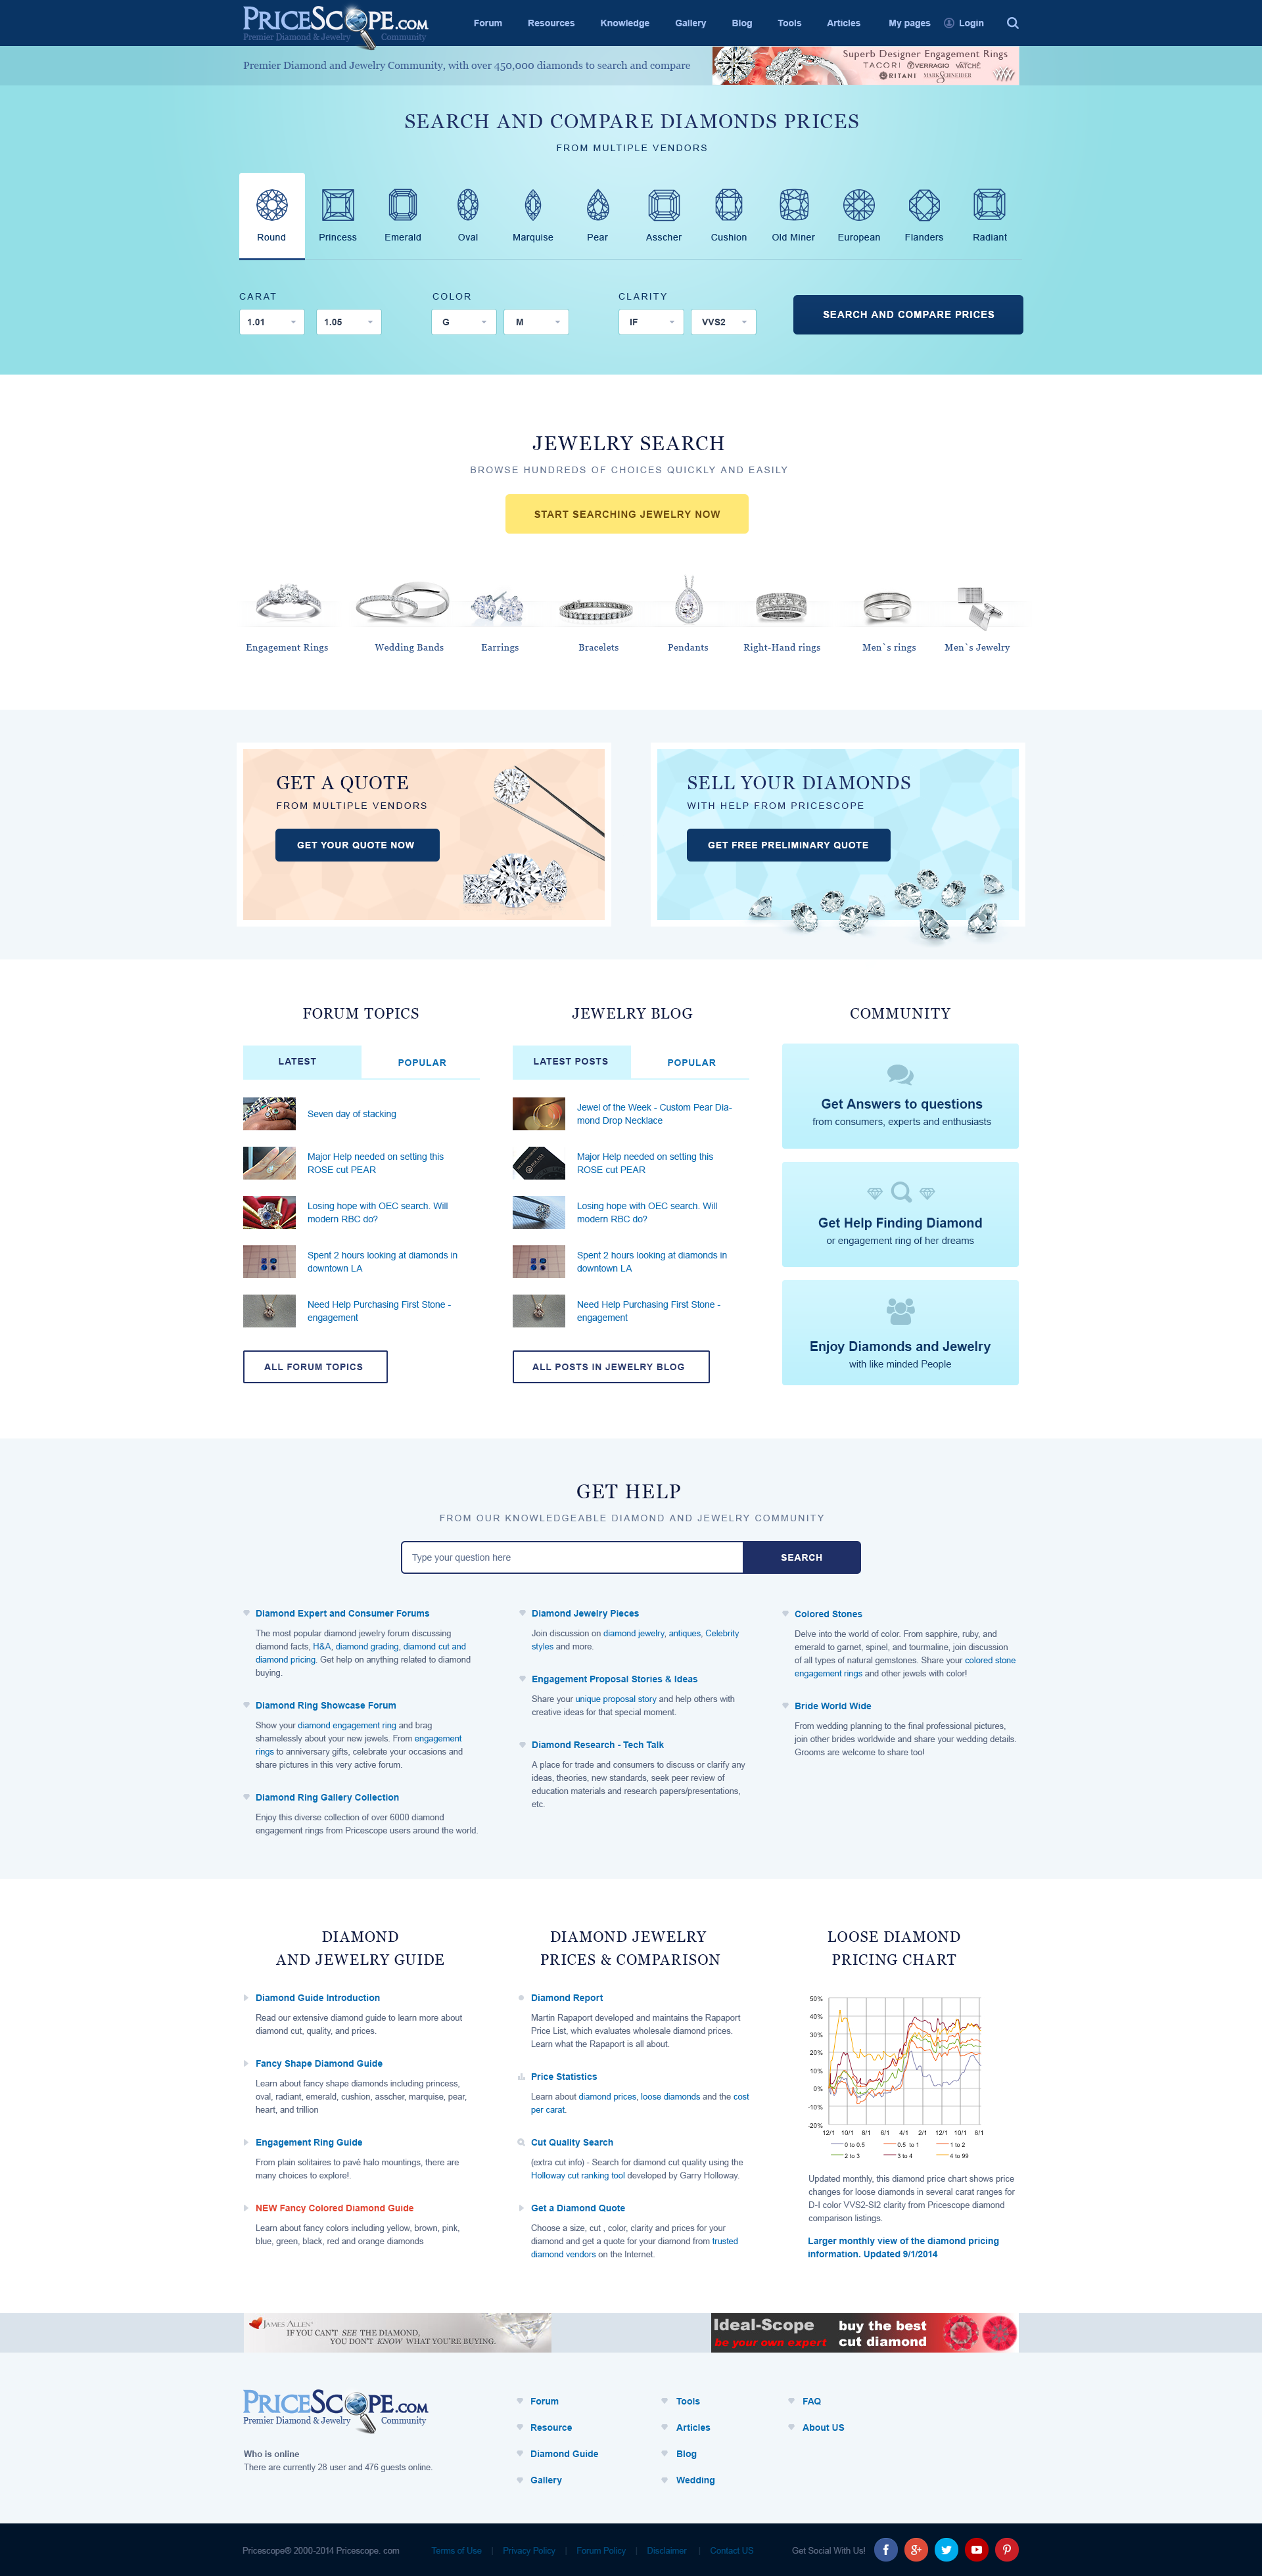 PRICESCOPE.COM
Premier Diamond & Jewelry Community
Forum Resources Knowledge Gallery Blog Tools Articles My pages Login
Premier Diamond and Jewelry Community, with over 450,000 diamonds to search and compare
Superb Designer Engagement Rings
TACORI VERRAGIO VATCHÉ
RITANI MARK SCHNEIDER
SEARCH AND COMPARE DIAMONDS PRICES
FROM MULTIPLE VENDORS
Round Princess Emerald Oval Marquise Pear Asscher Cushion Old Miner European Flanders Radiant
CARAT COLOR CLARITY
1.01 1.05 G M IF VVS2
SEARCH AND COMPARE PRICES
JEWELRY SEARCH
BROWSE HUNDREDS OF CHOICES QUICKLY AND EASILY
START SEARCHING JEWELRY NOW
Engagement Rings Wedding Bands Earrings Bracelets Pendants Right-Hand rings Men`s rings Men`s Jewelry
GET A QUOTE
FROM MULTIPLE VENDORS
GET YOUR QUOTE NOW
SELL YOUR DIAMONDS
WITH HELP FROM PRICESCOPE
GET FREE PRELIMINARY QUOTE
FORUM TOPICS
LATEST POPULAR
Seven day of stacking
Major Help needed on setting this
ROSE cut PEAR
Losing hope with OEC search. Will
modern RBC do?
Spent 2 hours looking at diamonds in
downtown LA
Need Help Purchasing First Stone -
engagement
ALL FORUM TOPICS
JEWELRY BLOG
LATEST POSTS POPULAR
Jewel of the Week - Custom Pear Dia-
mond Drop Necklace
Major Help needed on setting this
ROSE cut PEAR
Losing hope with OEC search. Will
modern RBC do?
Spent 2 hours looking at diamonds in
downtown LA
Need Help Purchasing First Stone -
engagement
ALL POSTS IN JEWELRY BLOG
COMMUNITY
Get Answers to questions
from consumers, experts and enthusiasts
Get Help Finding Diamond
or engagement ring of her dreams
Enjoy Diamonds and Jewelry
with like minded People
GET HELP
FROM OUR KNOWLEDGEABLE DIAMOND AND JEWELRY COMMUNITY
Type your question here
SEARCH
Diamond Expert and Consumer Forums
The most popular diamond jewelry forum discussing
diamond facts, H&A, diamond grading, diamond cut and
diamond pricing. Get help on anything related to diamond
buying.
Diamond Ring Showcase Forum
Show your diamond engagement ring and brag
shamelessly about your new jewels. From engagement
rings to anniversary gifts, celebrate your occasions and
share pictures in this very active forum.
Diamond Ring Gallery Collection
Enjoy this diverse collection of over 6000 diamond
engagement rings from Pricescope users around the world.
Diamond Jewelry Pieces
Join discussion on diamond jewelry, antiques, Celebrity
styles and more.
Engagement Proposal Stories & Ideas
Share your unique proposal story and help others with
creative ideas for that special moment.
Diamond Research - Tech Talk
A place for trade and consumers to discuss or clarify any
ideas, theories, new standards, seek peer review of
education materials and research papers/presentations,
etc.
Colored Stones
Delve into the world of color. From sapphire, ruby, and
emerald to garnet, spinel, and tourmaline, join discussion
of all types of natural gemstones. Share your colored stone
engagement rings and other jewels with color!
Bride World Wide
From wedding planning to the final professional pictures,
join other brides worldwide and share your wedding details.
Grooms are welcome to share too!
DIAMOND
AND JEWELRY GUIDE
Diamond Guide Introduction
Read our extensive diamond guide to learn more about
diamond cut, quality, and prices.
Fancy Shape Diamond Guide
Learn about fancy shape diamonds including princess,
oval, radiant, emerald, cushion, asscher, marquise, pear,
heart, and trillion
Engagement Ring Guide
From plain solitaires to pavé halo mountings, there are
many choices to explore!.
NEW Fancy Colored Diamond Guide
Learn about fancy colors including yellow, brown, pink,
blue, green, black, red and orange diamonds
DIAMOND JEWELRY
PRICES & COMPARISON
Diamond Report
Martin Rapaport developed and maintains the Rapaport
Price List, which evaluates wholesale diamond prices.
Learn what the Rapaport is all about.
Price Statistics
Learn about diamond prices, loose diamonds and the cost
per carat.
Cut Quality Search
(extra cut info) - Search for diamond cut quality using the
Holloway cut ranking tool developed by Garry Holloway.
Get a Diamond Quote
Choose a size, cut , color, clarity and prices for your
diamond and get a quote for your diamond from trusted
diamond vendors on the Internet.
LOOSE DIAMOND
PRICING CHART
50%
40%
30%
20%
10%
0%
-10%
-20%
12/1 10/1 8/1 6/1 4/1 2/1 12/1 10/1 8/1
0 to 0.5 0.5 to 1 1 to 2
2 to 3 3 to 4 4 to 99
Updated monthly, this diamond price chart shows price
changes for loose diamonds in several carat ranges for
D-I color VVS2-SI2 clarity from Pricescope diamond
comparison listings.
Larger monthly view of the diamond pricing
information. Updated 9/1/2014
JAMES ALLEN
IF YOU CAN'T SEE THE DIAMOND,
YOU DON'T KNOW WHAT YOU'RE BUYING.
Ideal-Scope buy the best
be your own expert cut diamond
PRICESCOPE.COM
Premier Diamond & Jewelry Community
Who is online
There are currently 28 user and 476 guests online.
Forum Tools FAQ
Resource Articles About US
Diamond Guide Blog
Gallery Wedding
Pricescope® 2000-2014 Pricescope. com Terms of Use | Privacy Policy | Forum Policy | Disclaimer | Contact US Get Social With Us!